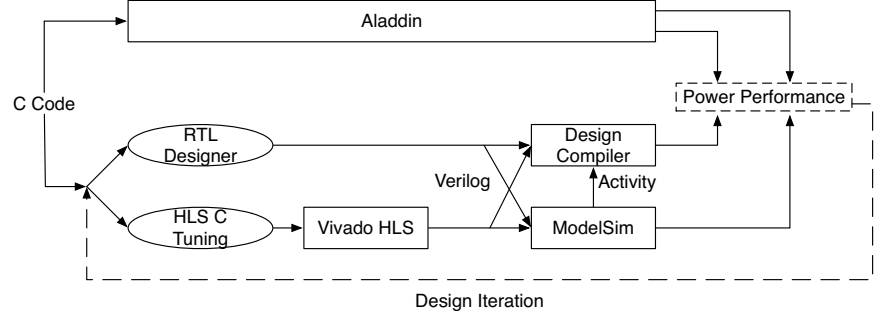 Aladdin
C Code
Power Performance
RTL
Designer
Design
Compiler
Verilog
Activity
HLS C
Tuning
Vivado HLS
ModelSim
Design Iteration